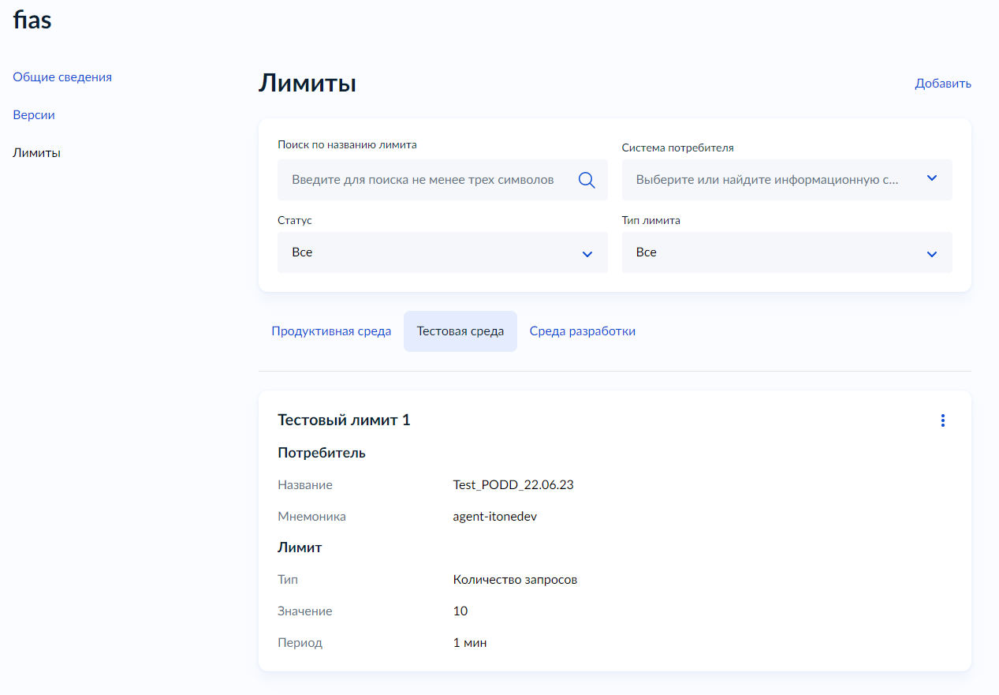 fias
Общие сведения
Версии
Лимиты
Лимиты
Добавить
Поиск по названию лимита
Введите для поиска не менее трех символов
Система потребителя
Выберите или найдите информационную с...
Статус
Все
Тип лимита
Все
Продуктивная среда
Тестовая среда
Среда разработки
Тестовый лимит 1
Потребитель
Название Test_PODD_22.06.23
Мнемоника agent-itonedev
Лимит
Тип Количество запросов
Значение 10
Период 1 мин